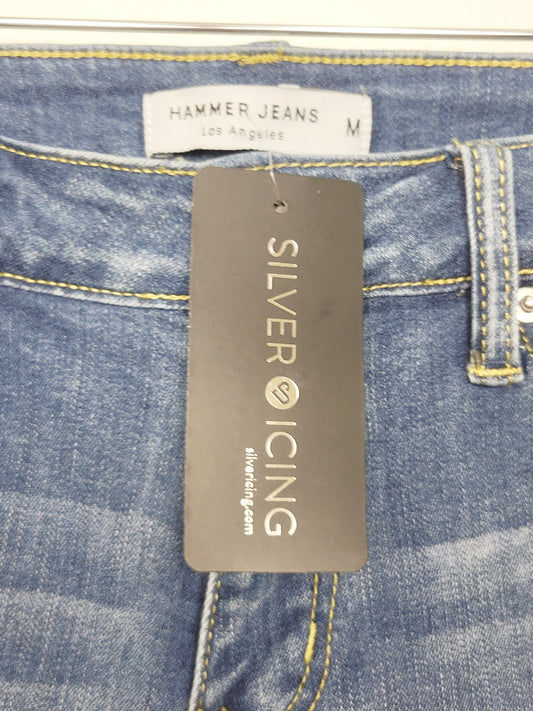 HAMMER JEANS
Los Angeles
M
SILVER ICING
silvericing.com